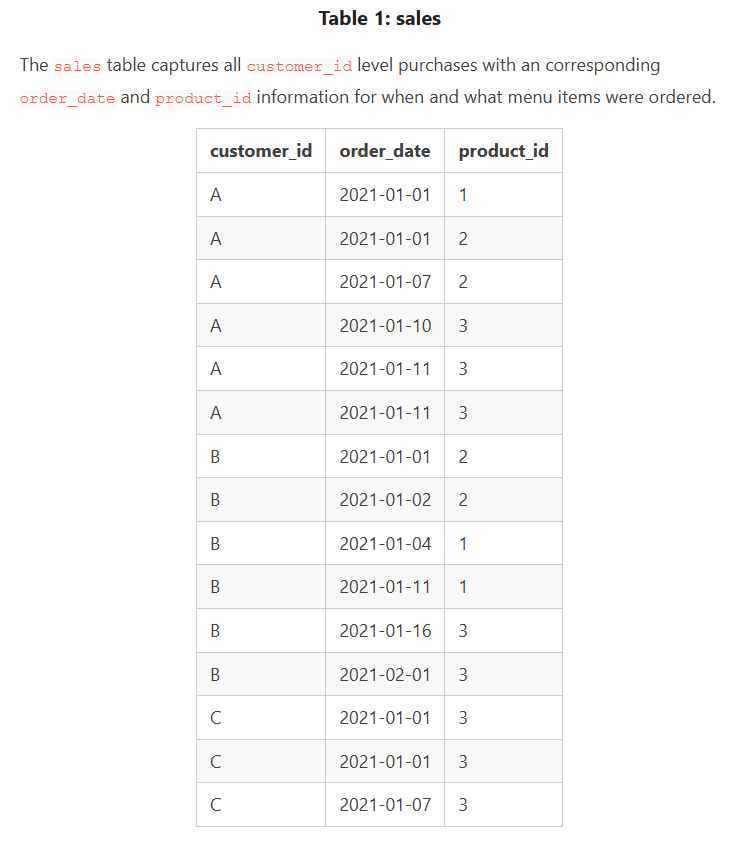 Table 1: sales
The sales table captures all customer_id level purchases with an corresponding
order_date and product_id information for when and what menu items were ordered.
customer_id order_date product_id
A 2021-01-01 1
A 2021-01-01 2
A 2021-01-07 2
A 2021-01-10 3
A 2021-01-11 3
A 2021-01-11 3
B 2021-01-01 2
B 2021-01-02 2
B 2021-01-04 1
B 2021-01-11 1
B 2021-01-16 3
B 2021-02-01 3
C 2021-01-01 3
C 2021-01-01 3
C 2021-01-07 3